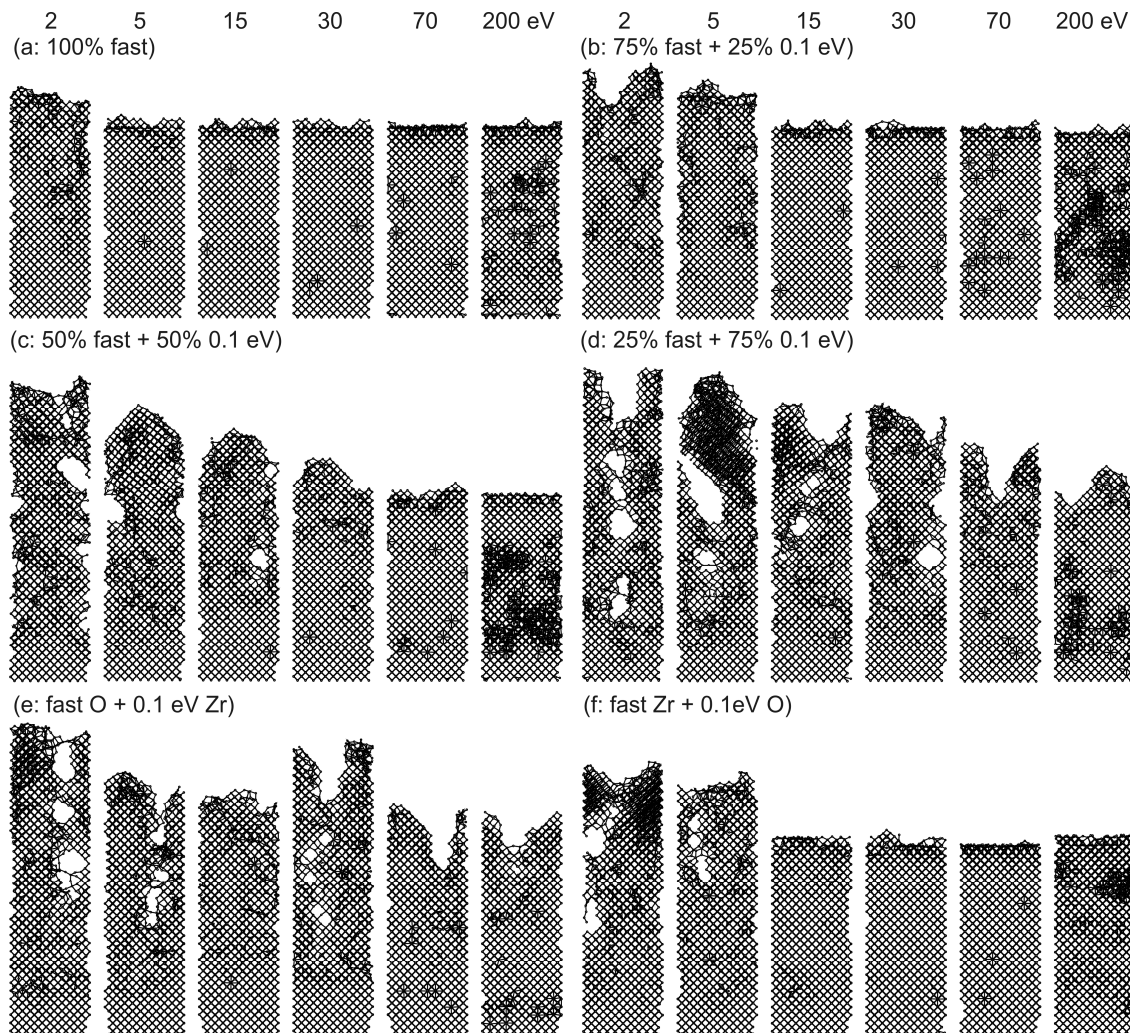 2 5 15 30 70 200 eV 2 5 15 30 70 200 eV
(a: 100% fast) (b: 75% fast + 25% 0.1 eV)
(c: 50% fast + 50% 0.1 eV) (d: 25% fast + 75% 0.1 eV)
(e: fast O + 0.1 eV Zr) (f: fast Zr + 0.1eV O)